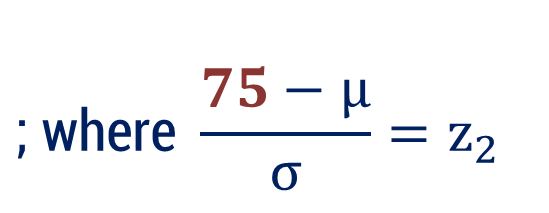 ; where (75 − μ)/σ = z₂